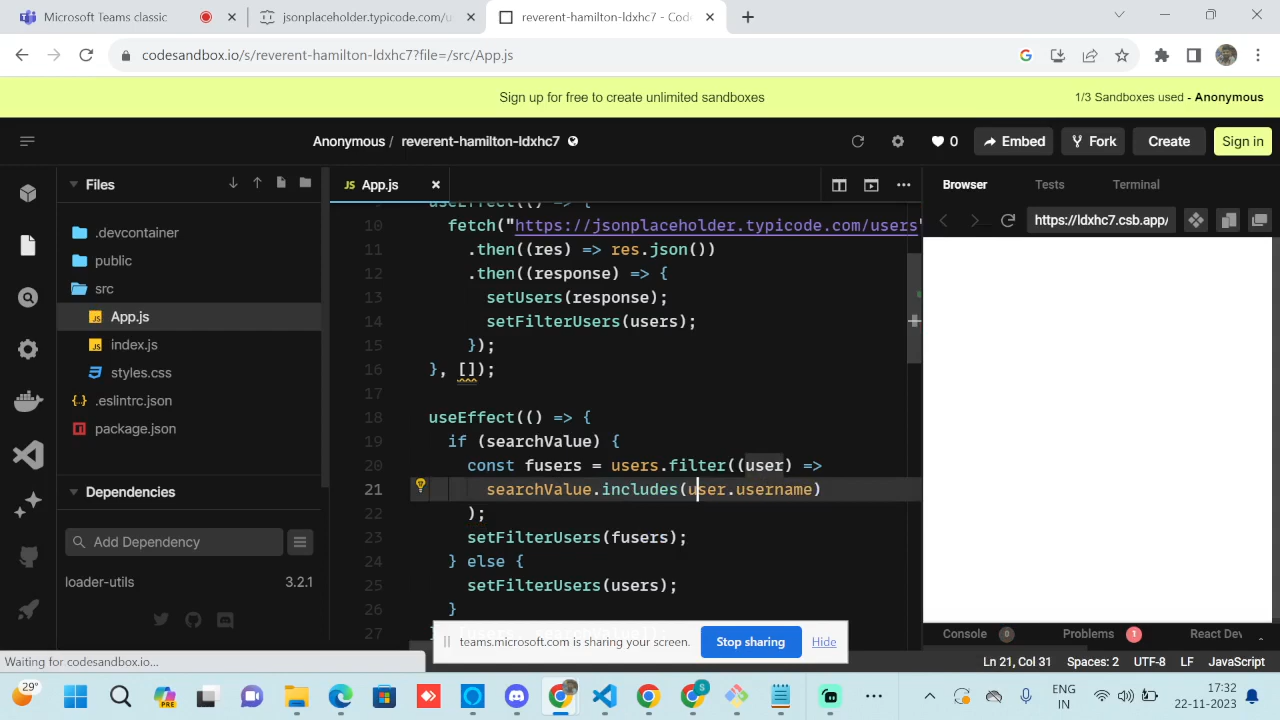 Microsoft Teams classic
jsonplaceholder.typicode.com/u
reverent-hamilton-ldxhc7 - Cod
codesandbox.io/s/reverent-hamilton-ldxhc7?file=/src/App.js
Sign up for free to create unlimited sandboxes
1/3 Sandboxes used - Anonymous
Anonymous / reverent-hamilton-ldxhc7
0
Embed
Fork
Create
Sign in
Files
JS App.js
Browser
Tests
Terminal
https://ldxhc7.csb.app/
.devcontainer
public
src
App.js
index.js
styles.css
.eslintrc.json
package.json
Dependencies
Add Dependency
loader-utils 3.2.1
useEffect(() => {
10 fetch("https://jsonplaceholder.typicode.com/users"
11 .then((res) => res.json())
12 .then((response) => {
13 setUsers(response);
14 setFilterUsers(users);
15 });
16 }, []);
17
18 useEffect(() => {
19 if (searchValue) {
20 const fusers = users.filter((user) =>
21 searchValue.includes(user.username)
22 );
23 setFilterUsers(fusers);
24 } else {
25 setFilterUsers(users);
26 }
27
teams.microsoft.com is sharing your screen.
Stop sharing
Hide
Console 0
Problems 1
React Dev
Waiting for codesandbox.io...
Ln 21, Col 31
Spaces: 2
UTF-8
LF
JavaScript
29°
PRE
S
ENG
IN
17:32
22-11-2023